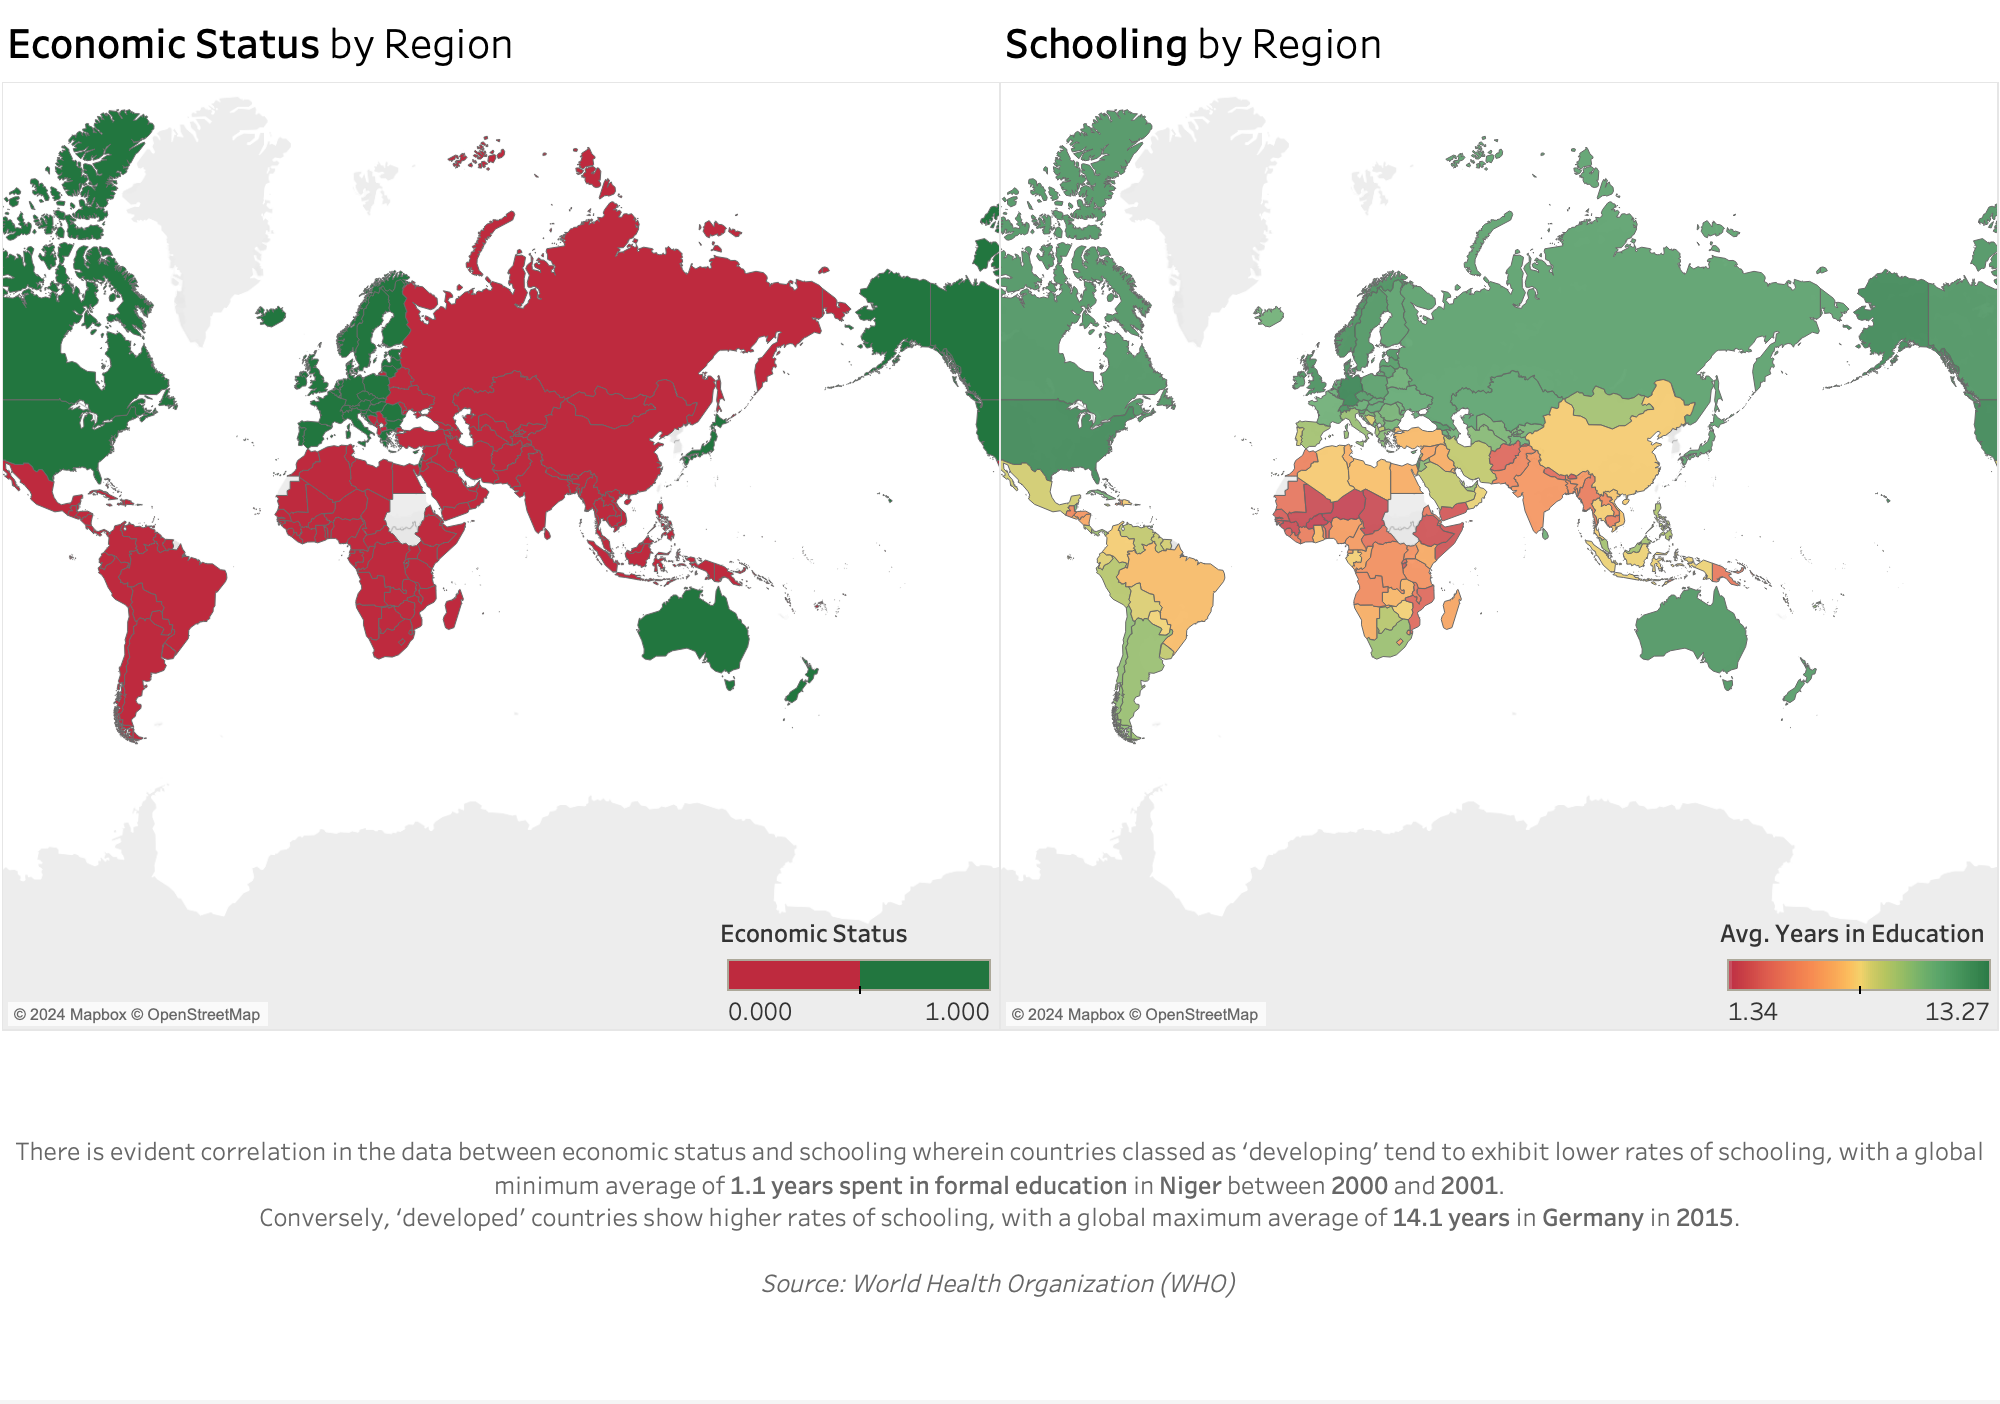 Economic Status by Region
Schooling by Region
Economic Status
0.000 1.000
© 2024 Mapbox © OpenStreetMap
Avg. Years in Education
1.34 13.27
© 2024 Mapbox © OpenStreetMap
There is evident correlation in the data between economic status and schooling wherein countries classed as ‘developing’ tend to exhibit lower rates of schooling, with a global
minimum average of 1.1 years spent in formal education in Niger between 2000 and 2001.
Conversely, ‘developed’ countries show higher rates of schooling, with a global maximum average of 14.1 years in Germany in 2015.
Source: World Health Organization (WHO)